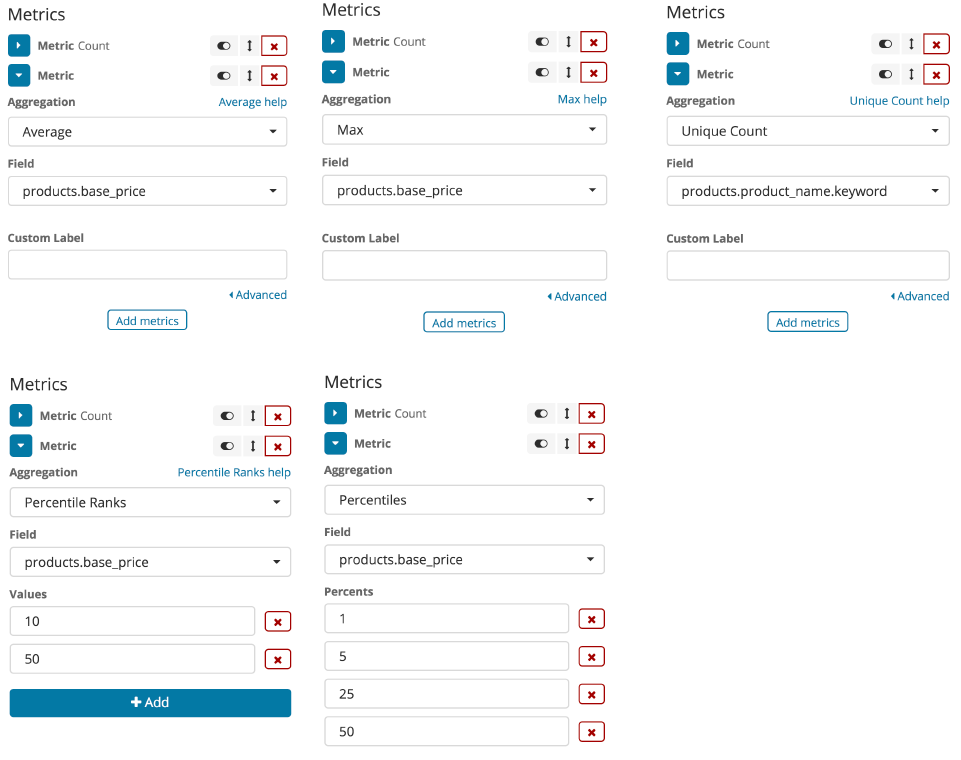 Metrics
Metric Count
Metric
Aggregation Average help
Average
Field
products.base_price
Custom Label
Advanced
Add metrics
Metrics
Metric Count
Metric
Aggregation Max help
Max
Field
products.base_price
Custom Label
Advanced
Add metrics
Metrics
Metric Count
Metric
Aggregation Unique Count help
Unique Count
Field
products.product_name.keyword
Custom Label
Advanced
Add metrics
Metrics
Metric Count
Metric
Aggregation Percentile Ranks help
Percentile Ranks
Field
products.base_price
Values
10
50
Add
Metrics
Metric Count
Metric
Aggregation
Percentiles
Field
products.base_price
Percents
1
5
25
50